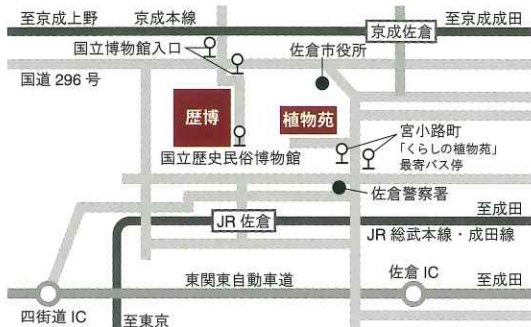 至京成上野 京成本線 至京成成田
国立博物館入口 佐倉市役所 京成佐倉
国道 296 号
歴博 植物苑 宮小路町
「くらしの植物苑」
国立歴史民俗博物館 最寄バス停
佐倉警察署
JR 佐倉 至成田
JR 総武本線・成田線
東関東自動車道 佐倉 IC 至成田
四街道 IC 至東京